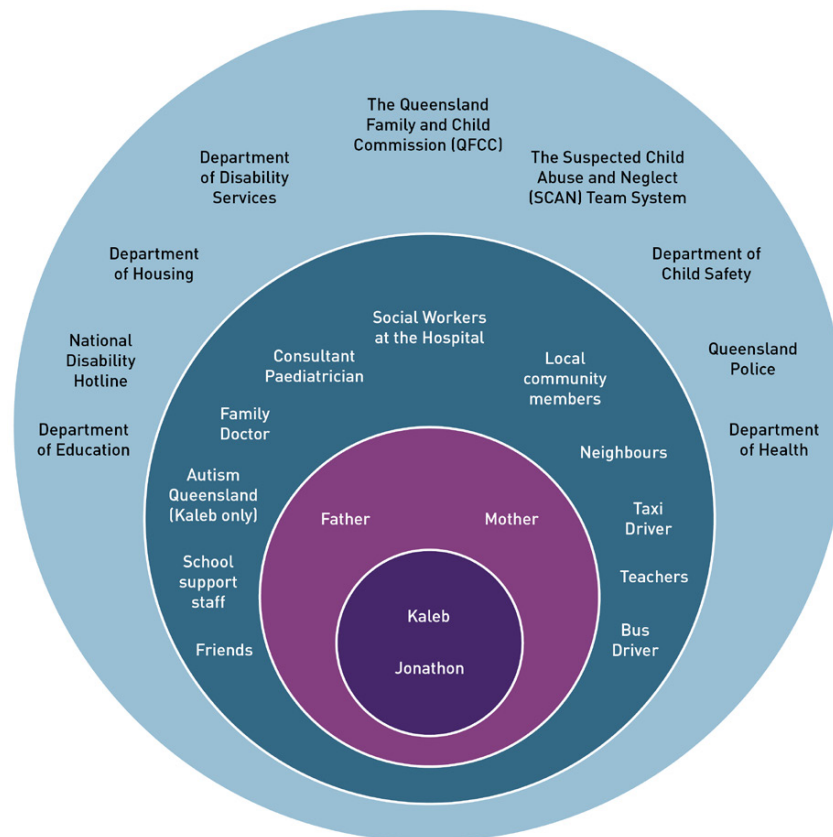 The Queensland
Family and Child
Commission (QFCC)
Department
of Disability
Services
The Suspected Child
Abuse and Neglect
(SCAN) Team System
Department
of Housing
Department of
Child Safety
National
Disability
Hotline
Queensland
Police
Department
of Education
Department
of Health
Social Workers
at the Hospital
Consultant
Paediatrician
Local
community
members
Family
Doctor
Neighbours
Autism
Queensland
(Kaleb only)
Taxi
Driver
School
support
staff
Teachers
Friends
Bus
Driver
Father
Mother
Kaleb
Jonathon